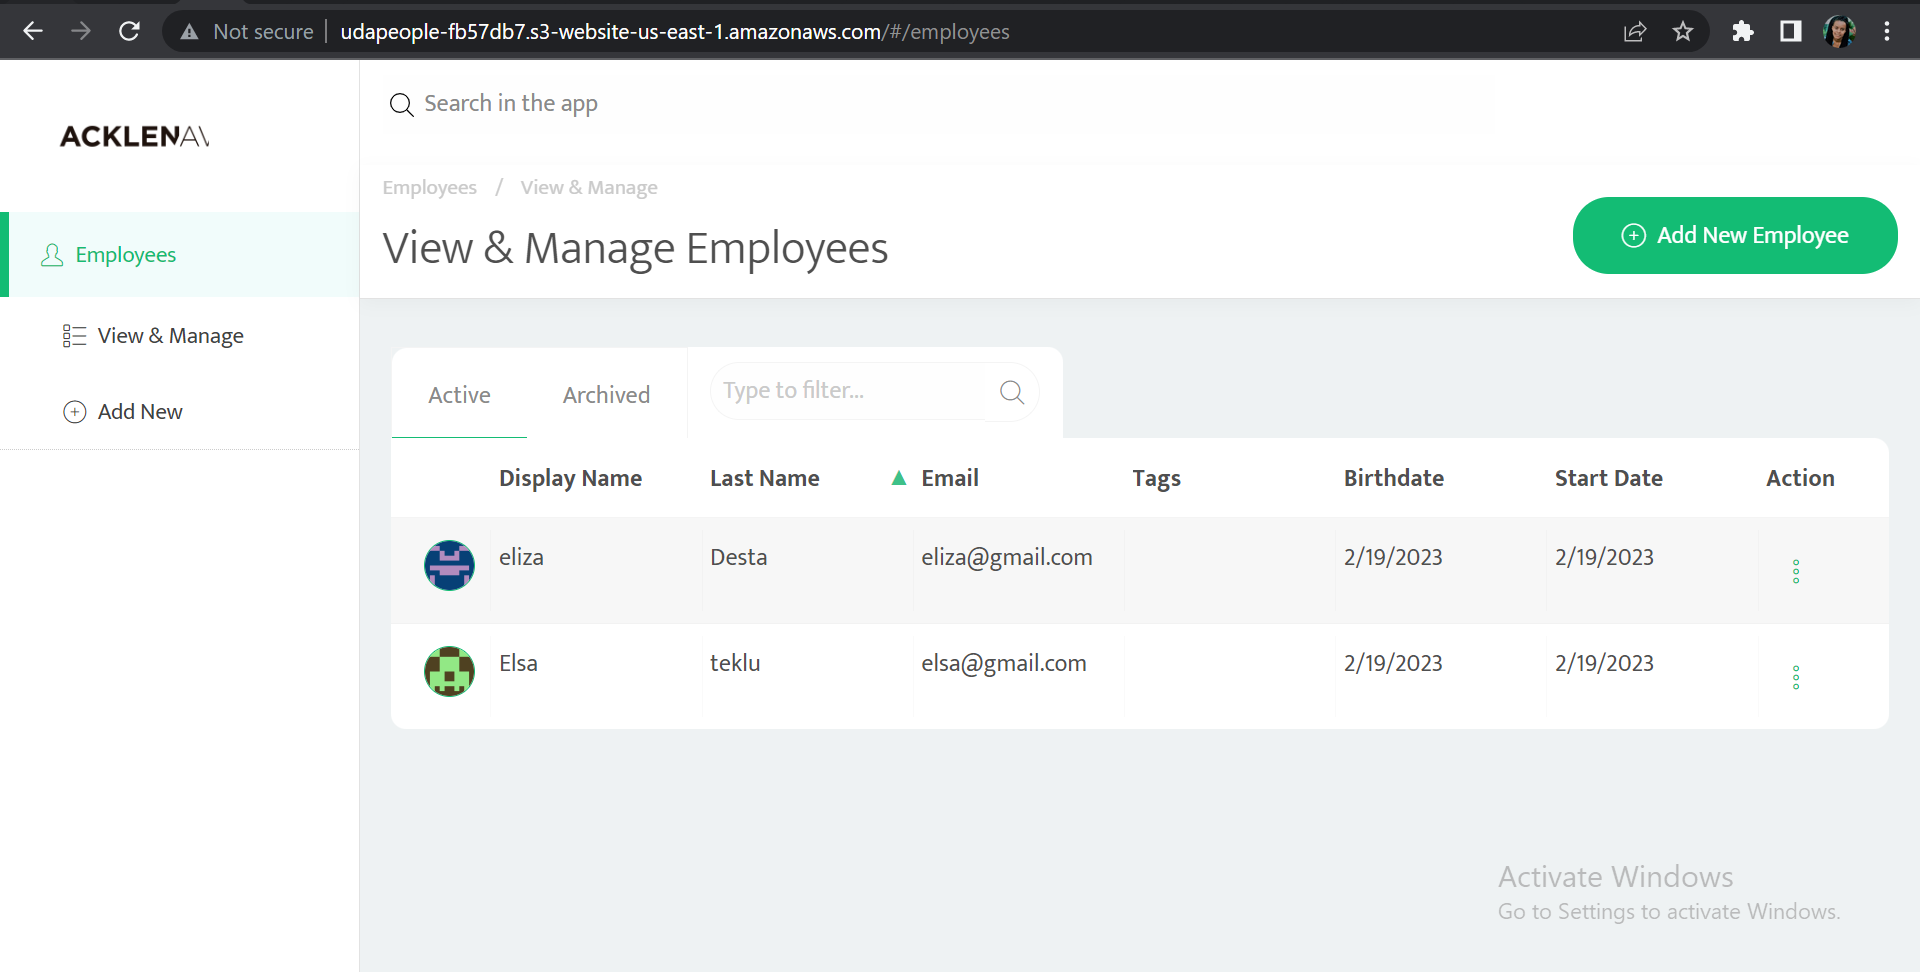 Not secure | udapeople-fb57db7.s3-website-us-east-1.amazonaws.com/#/employees
ACKLENAV
Search in the app
Employees / View & Manage
View & Manage Employees
Add New Employee
Employees
View & Manage
Add New
Active Archived Type to filter...
Display Name Last Name Email Tags Birthdate Start Date Action
eliza Desta eliza@gmail.com 2/19/2023 2/19/2023
Elsa teklu elsa@gmail.com 2/19/2023 2/19/2023
Activate Windows
Go to Settings to activate Windows.